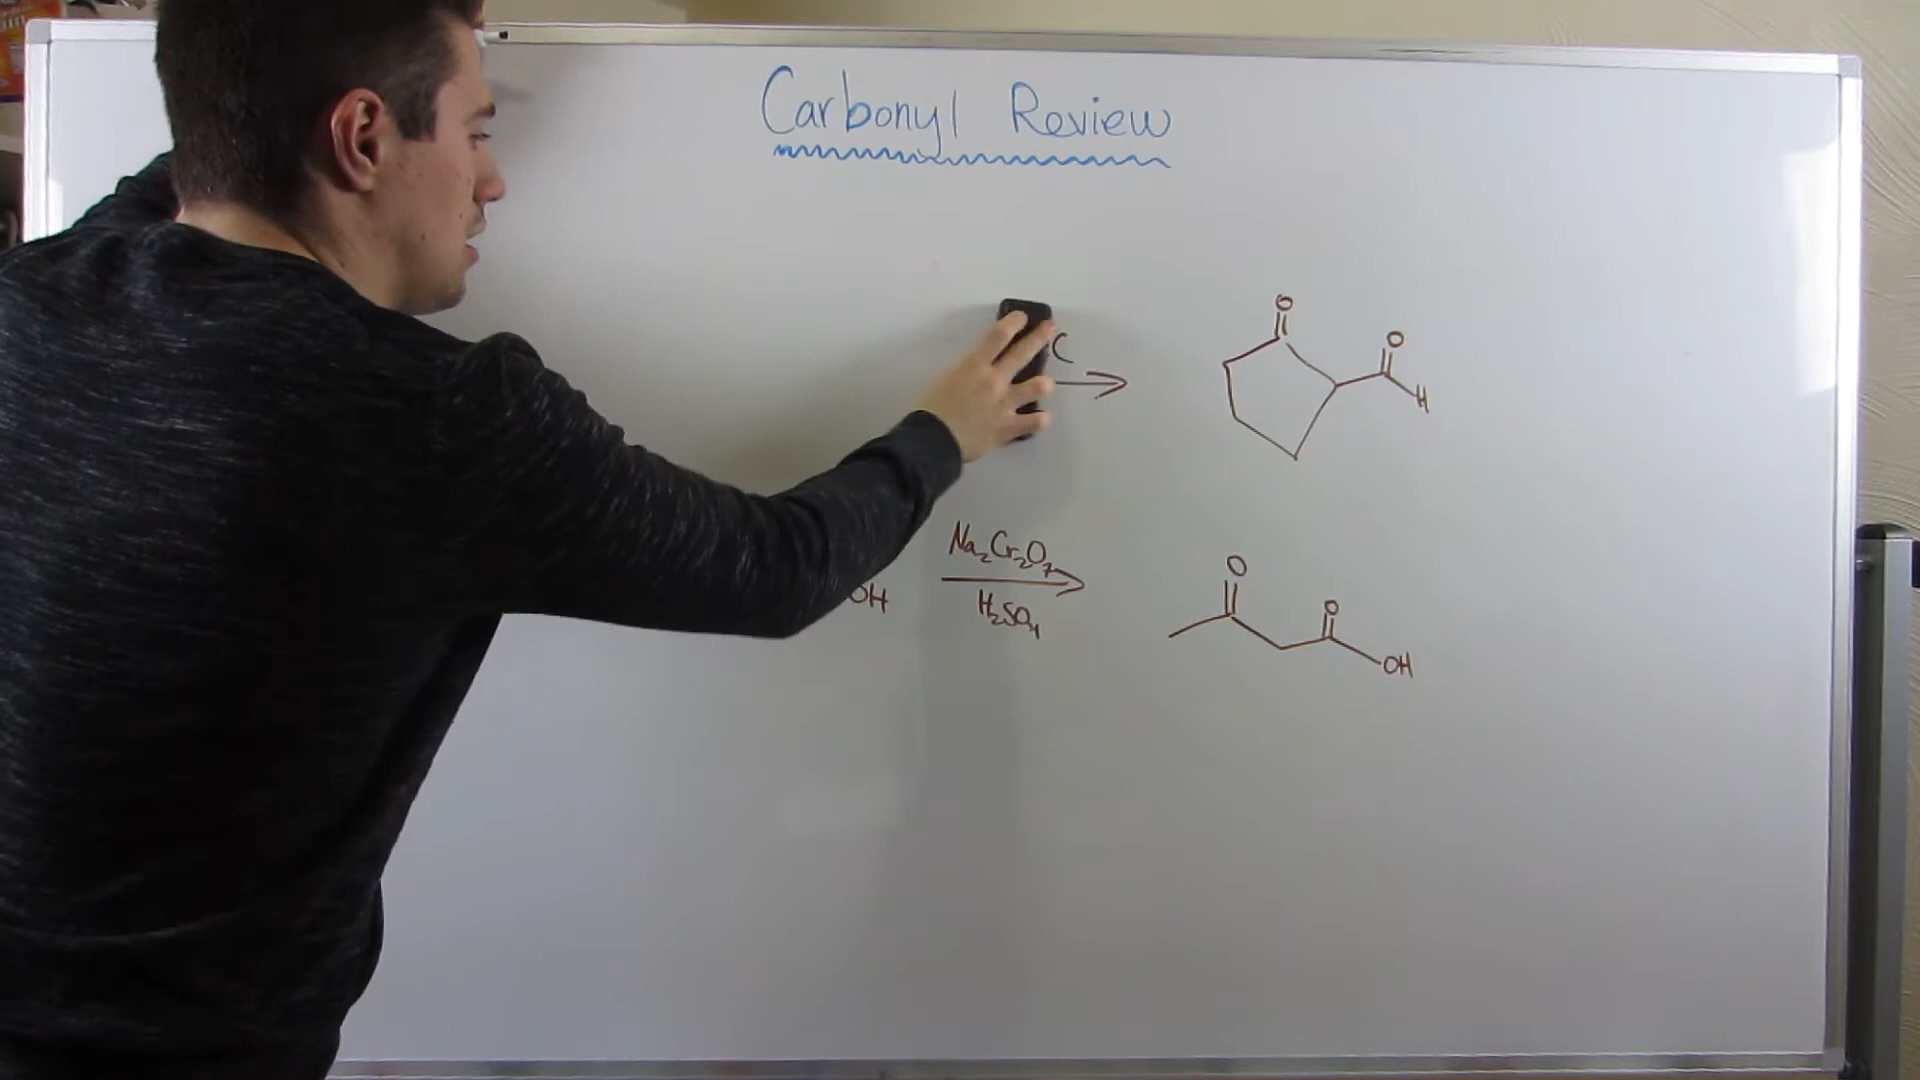 Carbonyl Review
C
O
O
H
Na₂Cr₂O₇
OH
H₂SO₄
O
O
OH